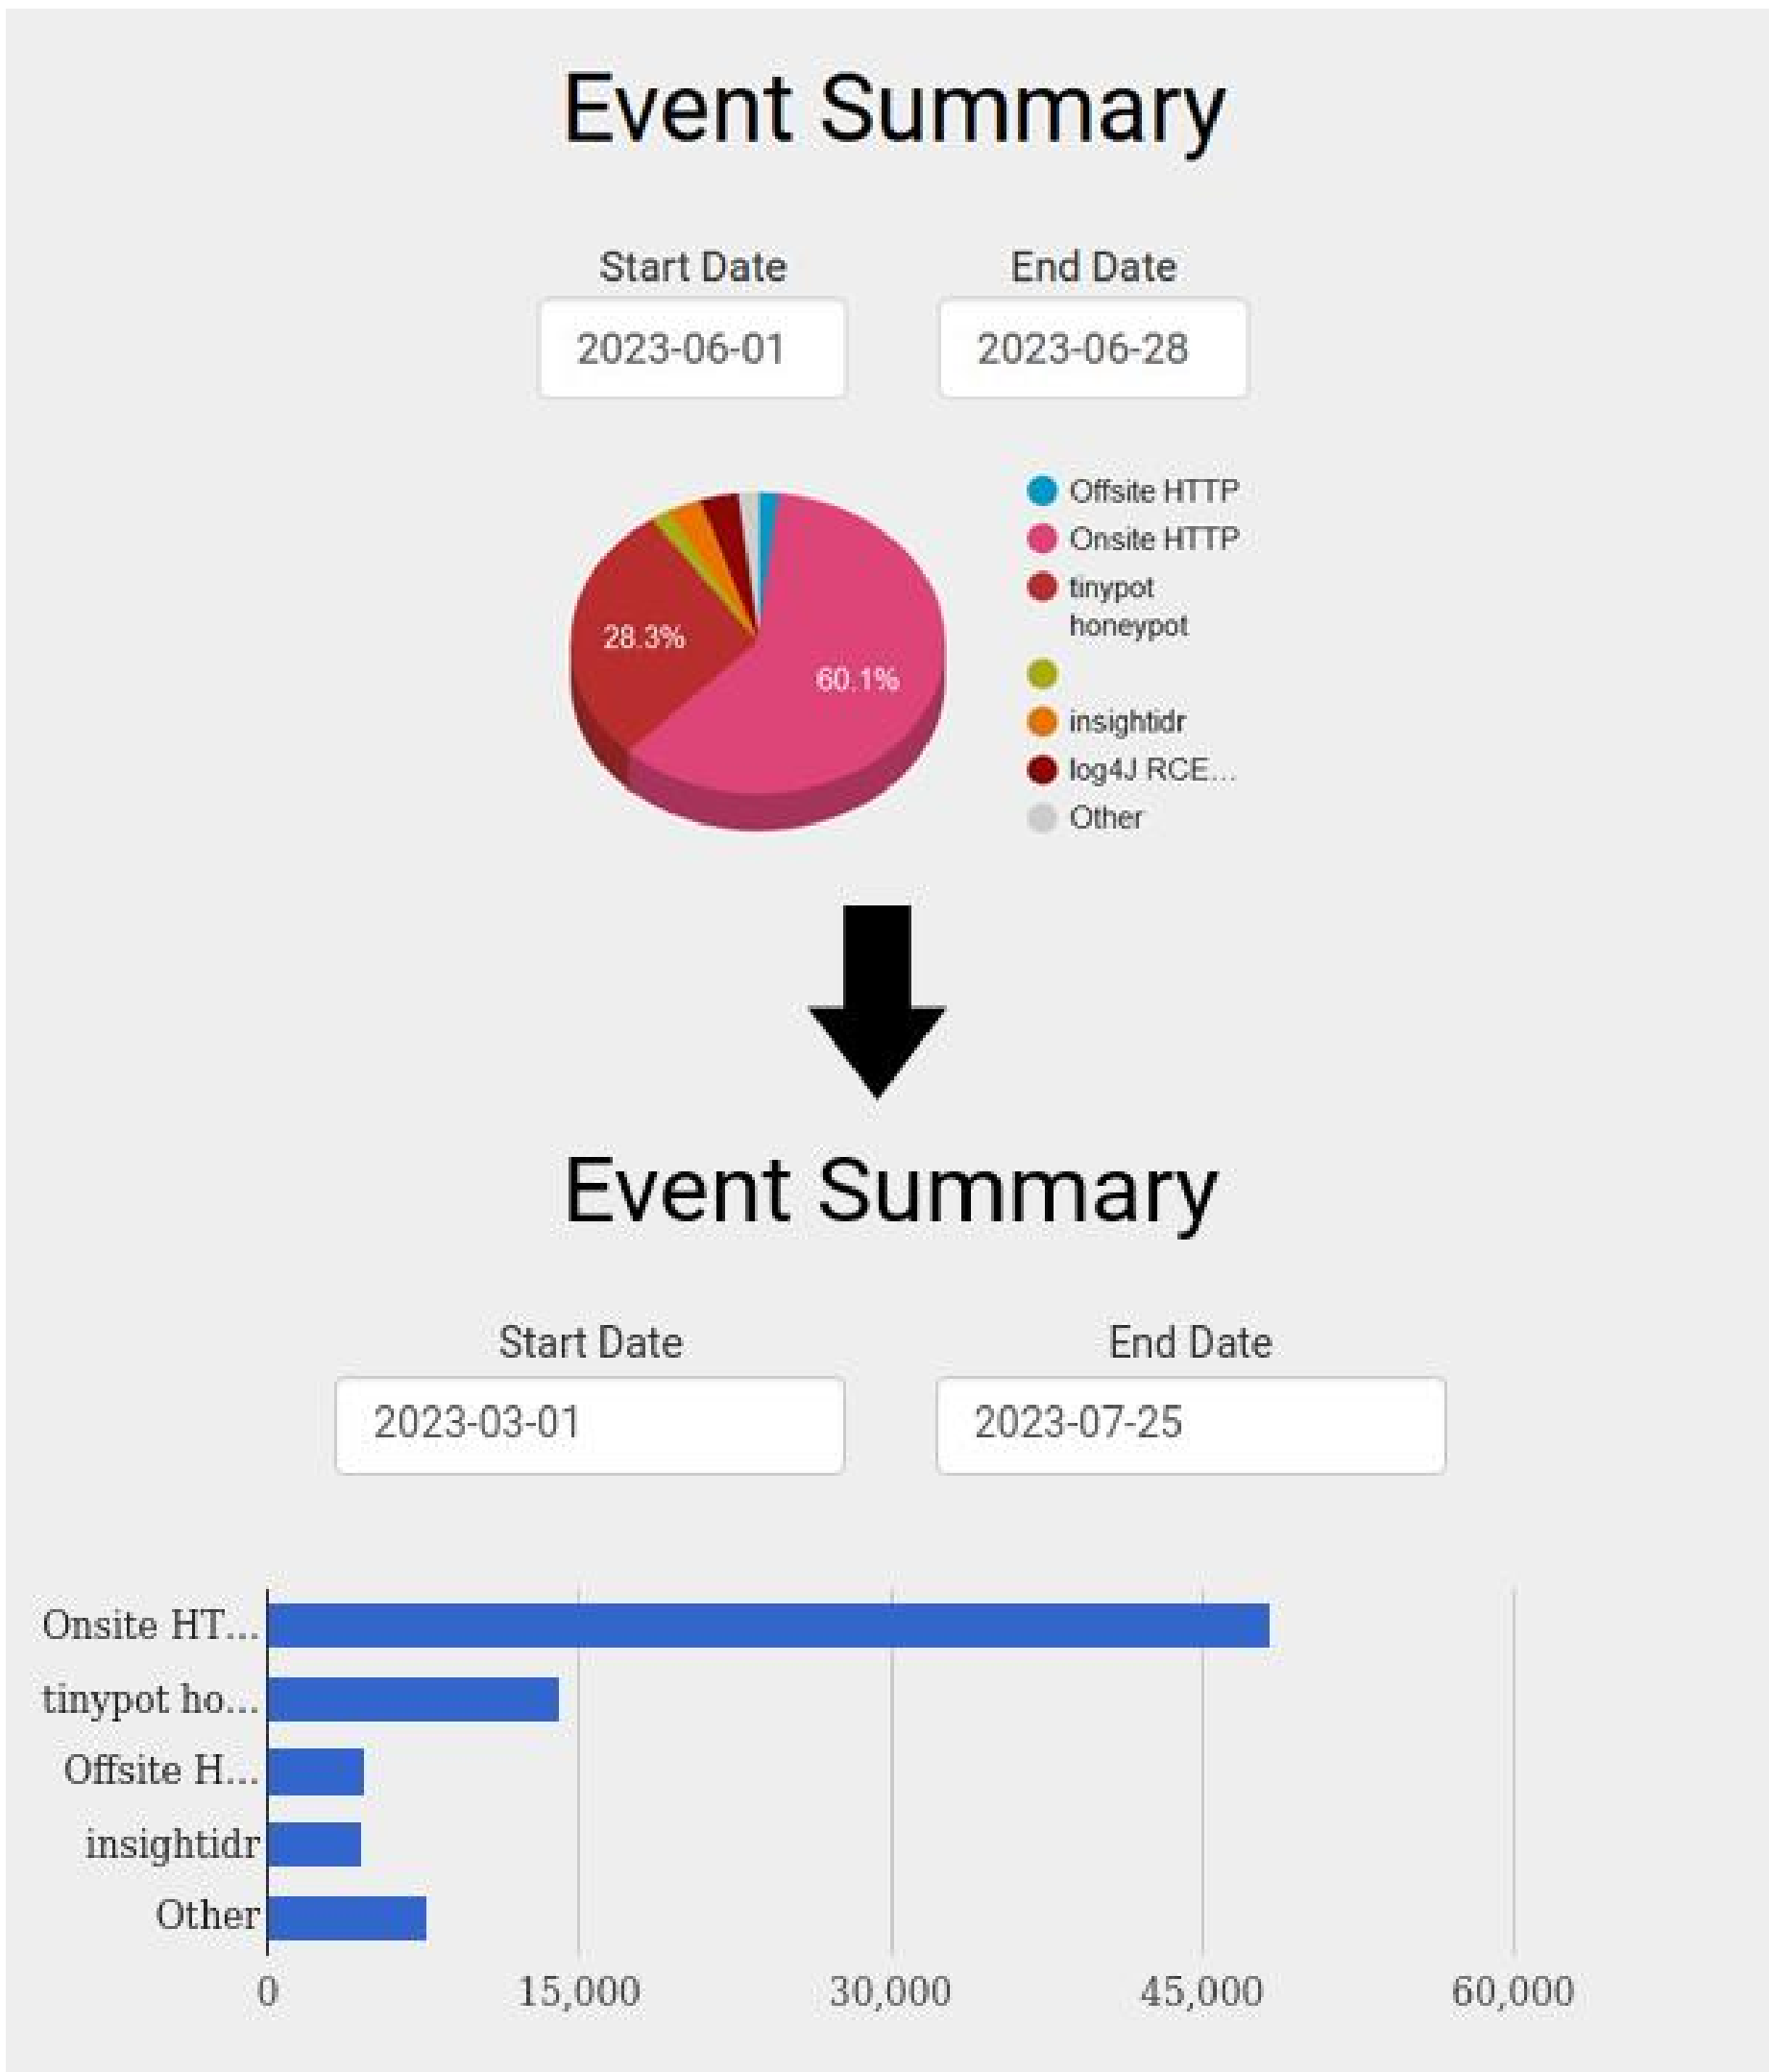 Event Summary
Start Date
End Date
2023-06-01
2023-06-28
Offsite HTTP
Onsite HTTP
tinypot
honeypot
insightidr
log4J RCE...
Other
28.3%
60.1%
Event Summary
Start Date
End Date
2023-03-01
2023-07-25
Onsite HT...
tinypot ho...
Offsite H...
insightidr
Other
0
15,000
30,000
45,000
60,000